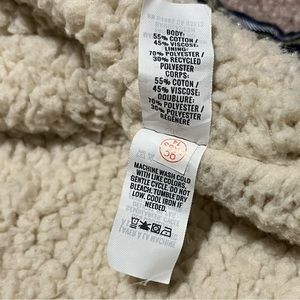 BODY:
55% COTTON /
45% VISCOSE;
LINING:
70% POLYESTER /
30% RECYCLED
POLYESTER
CORPS:
55% COTON /
45% VISCOSE;
DOUBLURE:
70% POLYESTER /
30% POLYESTER
RÉGÉNÉRÉ
QC
MACHINE WASH COLD
WITH LIKE COLORS,
GENTLE CYCLE. DO NOT
BLEACH; TUMBLE DRY
LOW. COOL IRON IF
NEEDED.